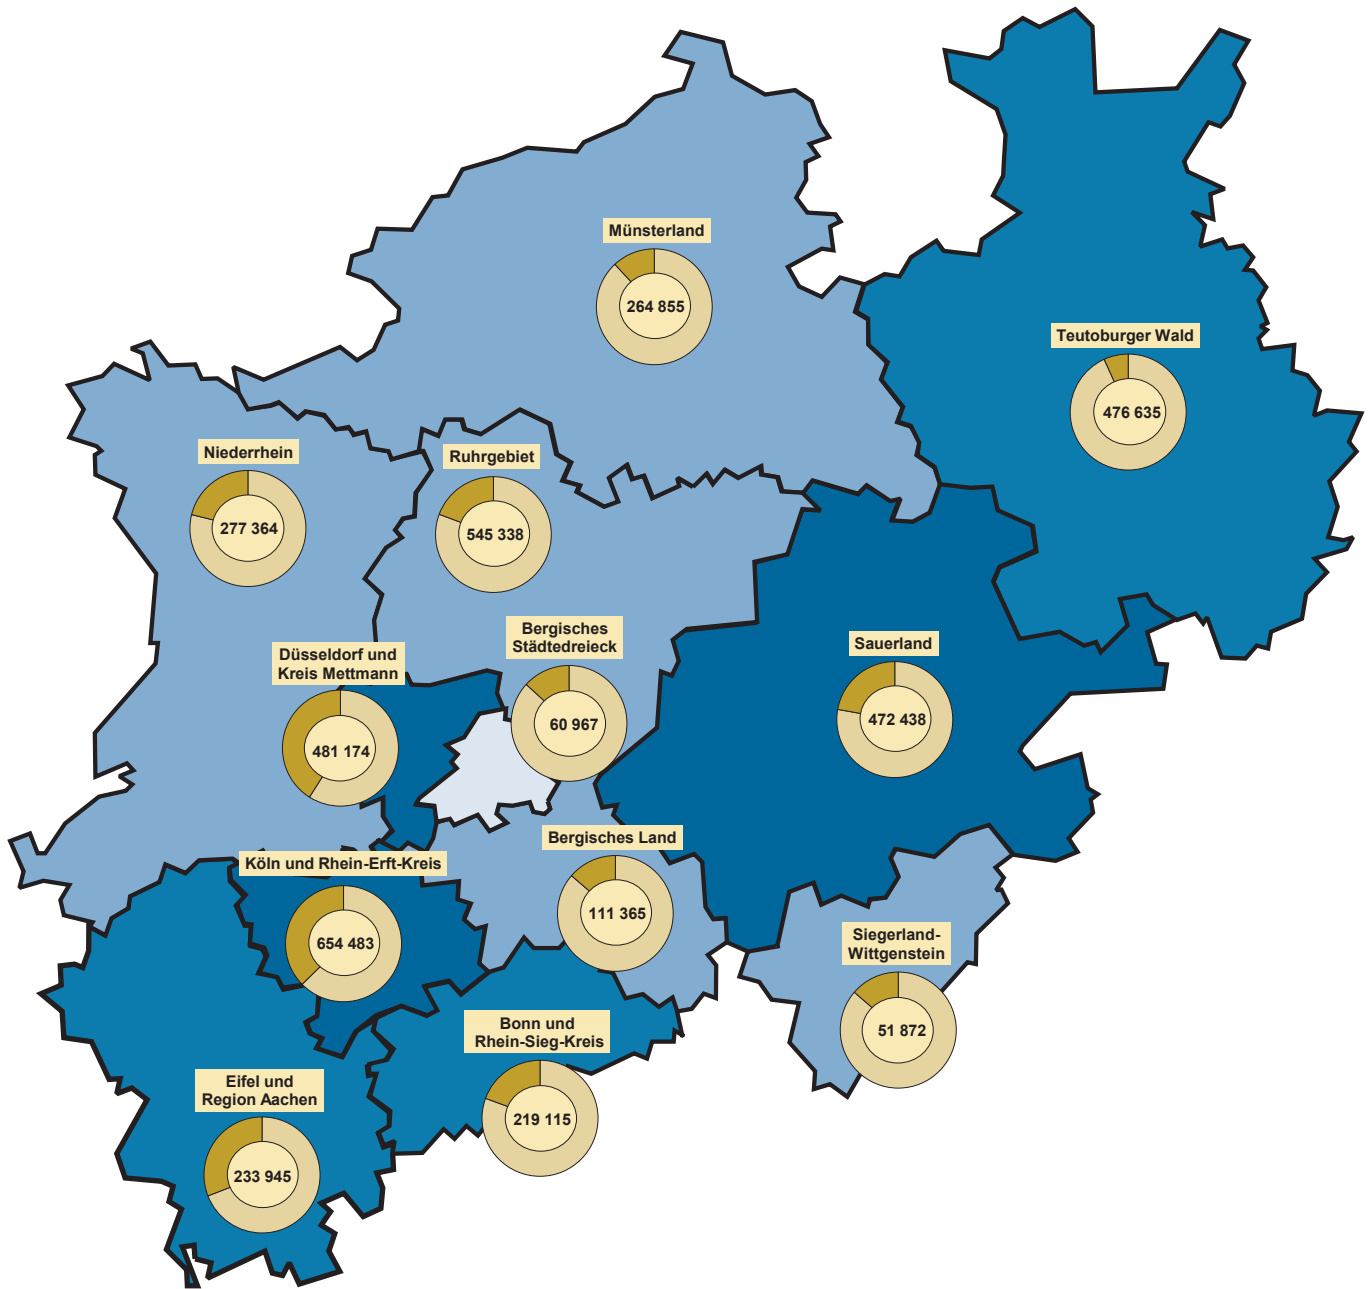 Münsterland
264 855
Teutoburger Wald
476 635
Niederrhein
277 364
Ruhrgebiet
545 338
Bergisches
Städtedreieck
60 967
Düsseldorf und
Kreis Mettmann
481 174
Sauerland
472 438
Bergisches Land
111 365
Köln und Rhein-Erft-Kreis
654 483
Siegerland-
Wittgenstein
51 872
Bonn und
Rhein-Sieg-Kreis
219 115
Eifel und
Region Aachen
233 945